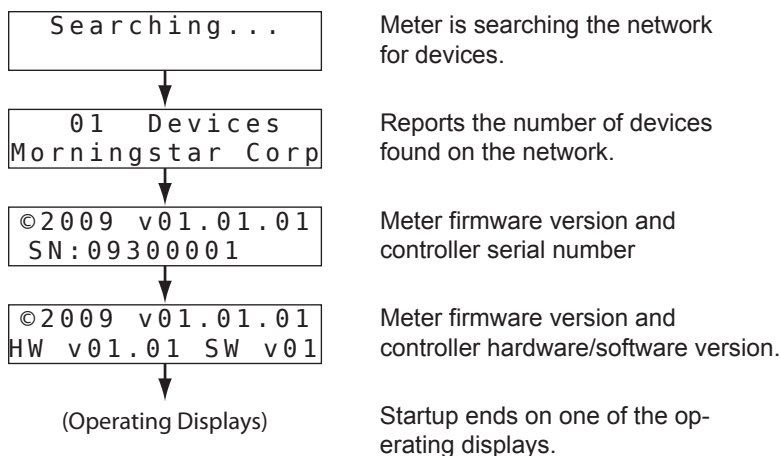 Searching...
Meter is searching the network
for devices.
01 Devices
Morningstar Corp
Reports the number of devices
found on the network.
©2009 v01.01.01
SN:09300001
Meter firmware version and
controller serial number
©2009 v01.01.01
HW v01.01 SW v01
Meter firmware version and
controller hardware/software version.
(Operating Displays)
Startup ends on one of the op-
erating displays.